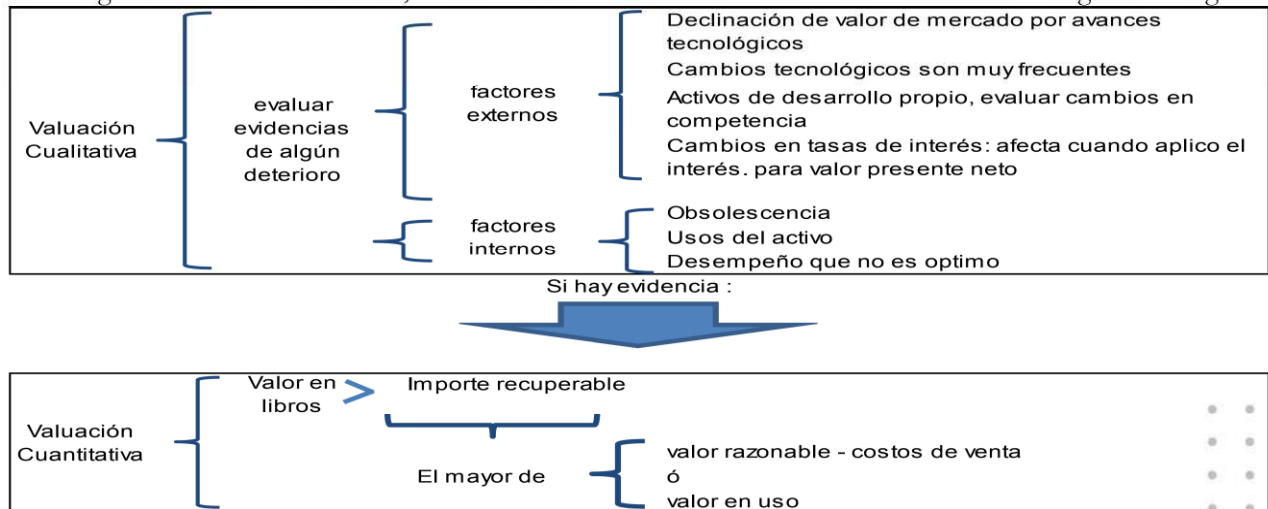 Valuación
Cualitativa
evaluar
evidencias
de algún
deterioro
factores
externos
Declinación de valor de mercado por avances
tecnológicos
Cambios tecnológicos son muy frecuentes
Activos de desarrollo propio, evaluar cambios en
competencia
Cambios en tasas de interés: afecta cuando aplico el
interés. para valor presente neto
factores
internos
Obsolescencia
Usos del activo
Desempeño que no es optimo
Si hay evidencia :
Valuación
Cuantitativa
Valor en
libros
>
Importe recuperable
El mayor de
valor razonable - costos de venta
ó
valor en uso